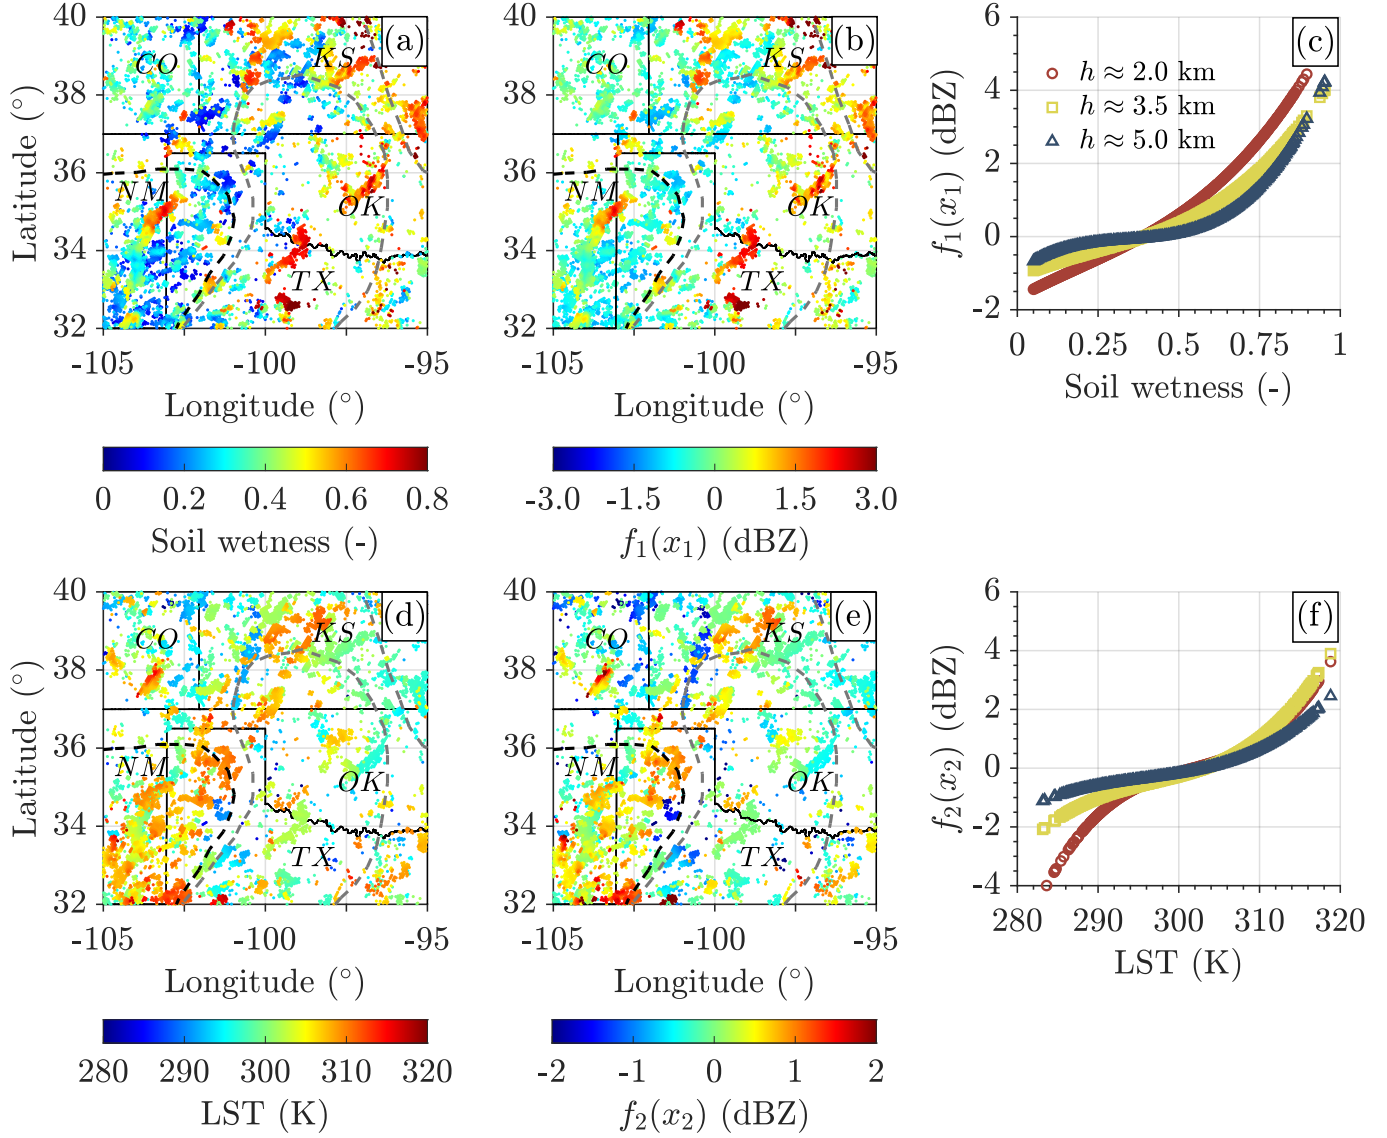 40
38
36
34
32
Latitude (°)
(a)
CO
KS
NM
OK
TX
-105
-100
-95
Longitude (°)
0
0.2
0.4
0.6
0.8
Soil wetness (-)
40
38
36
34
32
(b)
CO
KS
NM
OK
TX
-105
-100
-95
Longitude (°)
-3.0
-1.5
0
1.5
3.0
f₁(x₁) (dBZ)
6
4
2
0
-2
f₁(x₁) (dBZ)
(c)
h ≈ 2.0 km
h ≈ 3.5 km
h ≈ 5.0 km
0
0.25
0.5
0.75
1
Soil wetness (-)
40
38
36
34
32
Latitude (°)
(d)
CO
KS
NM
OK
TX
-105
-100
-95
Longitude (°)
280
290
300
310
320
LST (K)
40
38
36
34
32
(e)
CO
KS
NM
OK
TX
-105
-100
-95
Longitude (°)
-2
-1
0
1
2
f₂(x₂) (dBZ)
6
4
2
0
-2
-4
f₂(x₂) (dBZ)
(f)
280
290
300
310
320
LST (K)